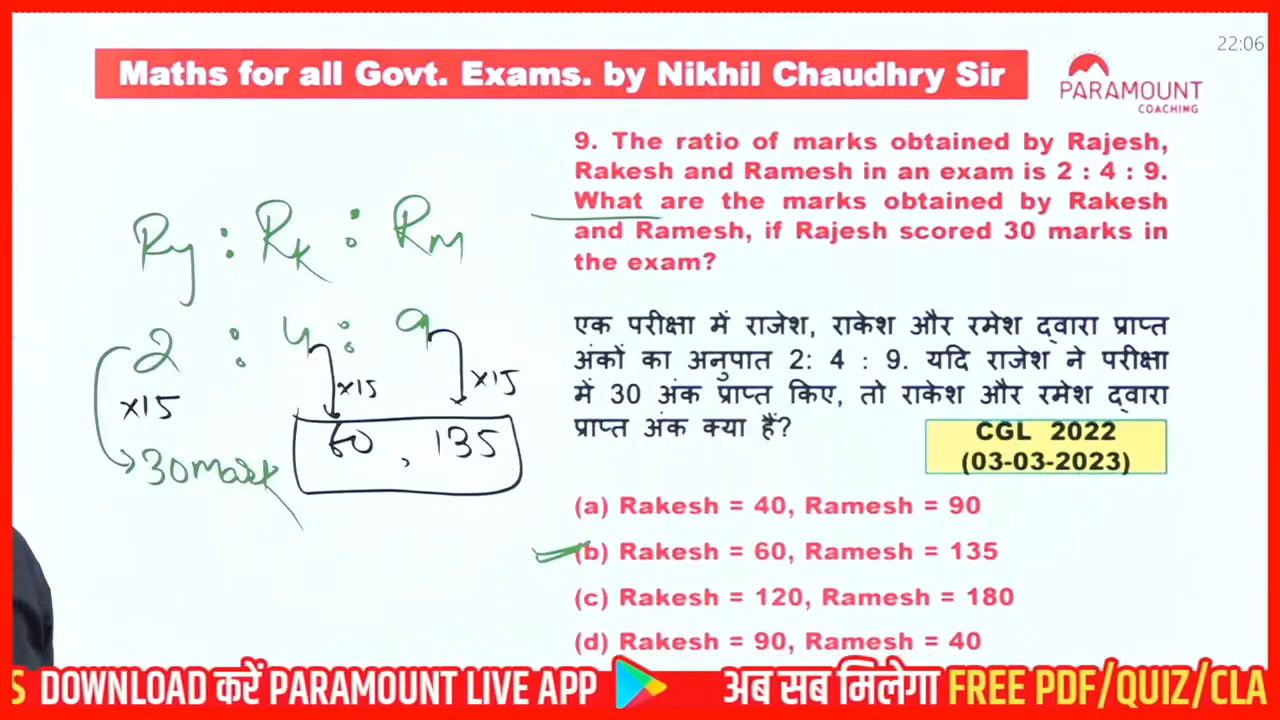 22:06
Maths for all Govt. Exams. by Nikhil Chaudhry Sir
PARAMOUNT
COACHING
9. The ratio of marks obtained by Rajesh,
Rakesh and Ramesh in an exam is 2 : 4 : 9.
What are the marks obtained by Rakesh
and Ramesh, if Rajesh scored 30 marks in
the exam?
एक परीक्षा में राजेश, राकेश और रमेश द्वारा प्राप्त
अंकों का अनुपात 2: 4 : 9. यदि राजेश ने परीक्षा
में 30 अंक प्राप्त किए, तो राकेश और रमेश द्वारा
प्राप्त अंक क्या हैं?
CGL 2022
(03-03-2023)
(a) Rakesh = 40, Ramesh = 90
(b) Rakesh = 60, Ramesh = 135
(c) Rakesh = 120, Ramesh = 180
(d) Rakesh = 90, Ramesh = 40
Rj : Rk : Rm
2 : 4 : 9
×15 ×15 ×15
30 mark 60, 135
S DOWNLOAD करें PARAMOUNT LIVE APP अब सब मिलेगा FREE PDF/QUIZ/CLA